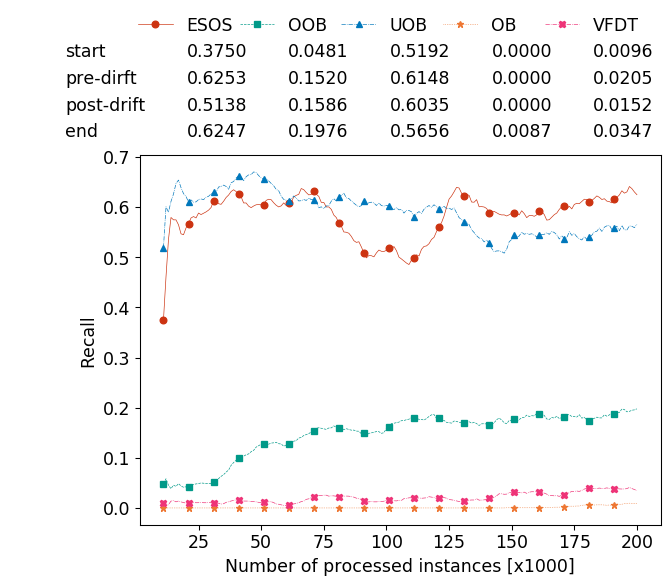 ESOS OOB UOB OB VFDT
start 0.3750 0.0481 0.5192 0.0000 0.0096
pre-dirft 0.6253 0.1520 0.6148 0.0000 0.0205
post-drift 0.5138 0.1586 0.6035 0.0000 0.0152
end 0.6247 0.1976 0.5656 0.0087 0.0347
0.7
0.6
0.5
0.4
0.3
0.2
0.1
0.0
Recall
25 50 75 100 125 150 175 200
Number of processed instances [x1000]